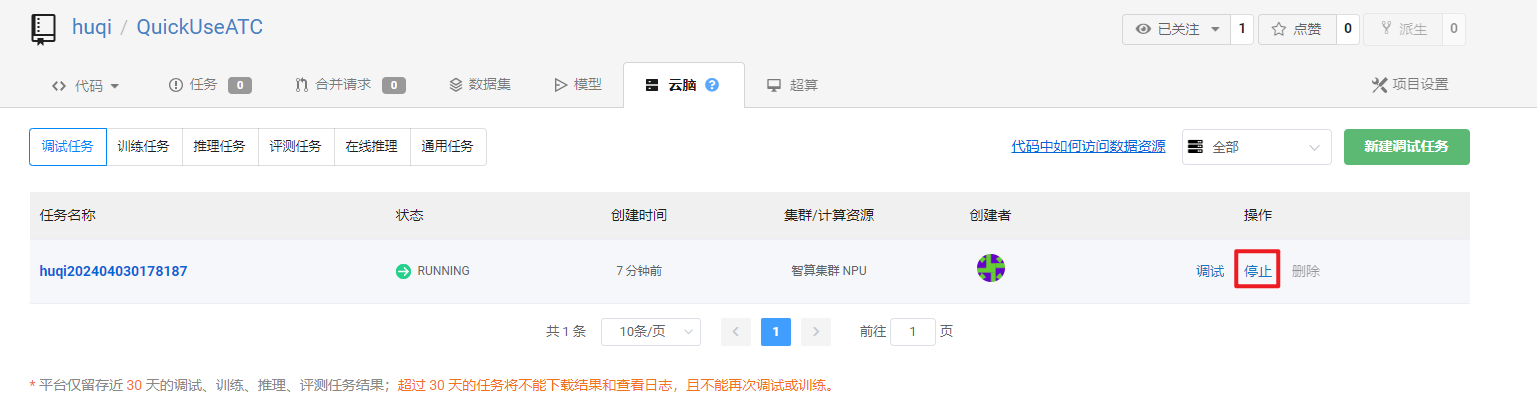 huqi / QuickUseATC
已关注 1 点赞 0 派生 0
代码 任务 0 合并请求 0 数据集 模型 云脑 ? 超算 项目设置
调试任务 训练任务 推理任务 评测任务 在线推理 通用任务 代码中如何访问数据资源 全部 新建调试任务
任务名称 状态 创建时间 集群/计算资源 创建者 操作
huqi202404030178187 RUNNING 7 分钟前 智算集群 NPU 调试 停止 删除
共 1 条 10条/页 < 1 > 前往 1 页
* 平台仅留存近 30 天的调试、训练、推理、评测任务结果；超过 30 天的任务将不能下载结果和查看日志，且不能再次调试或训练。